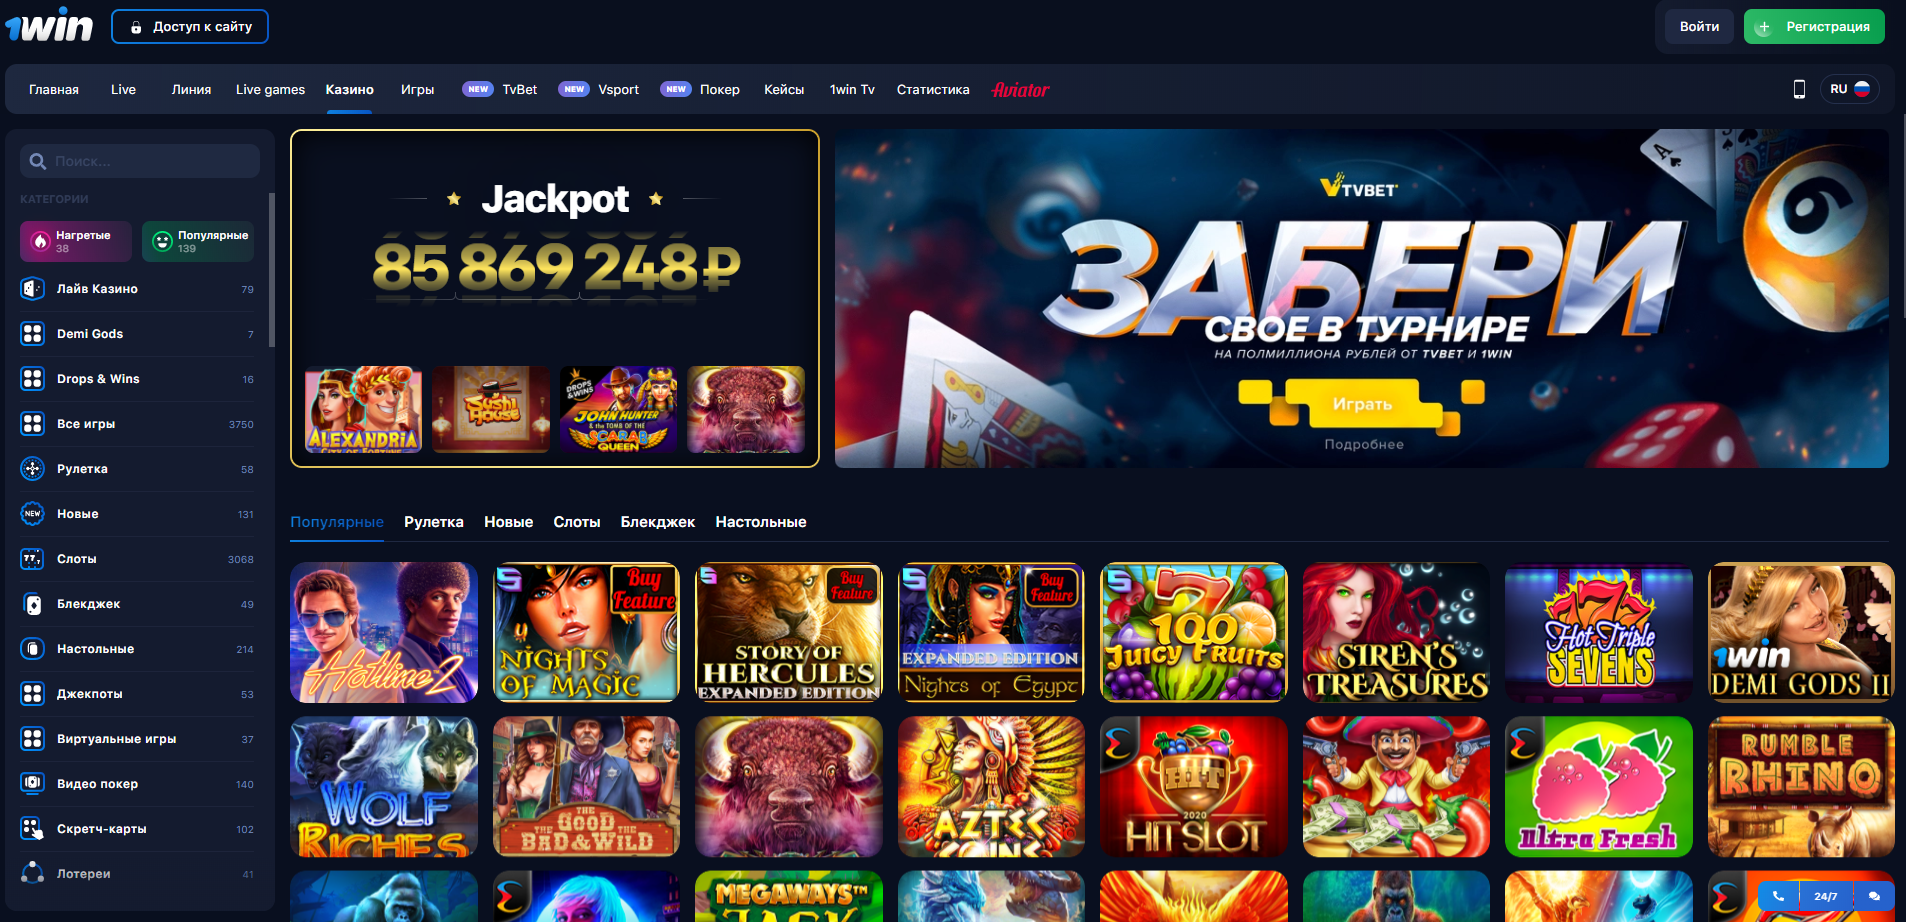 1win
Доступ к сайту
Войти
Регистрация
Главная
Live
Линия
Live games
Казино
Игры
NEW TvBet
NEW Vsport
NEW Покер
Кейсы
1win Tv
Статистика
Aviator
RU
Поиск...
КАТЕГОРИИ
Нагретые
38
Популярные
139
Лайв Казино 79
Demi Gods 7
Drops & Wins 16
Все игры 3750
Рулетка 58
NEW Новые 131
77 Слоты 3068
Блекджек 49
Настольные 214
Джекпоты 53
Виртуальные игры 37
Видео покер 140
Скретч-карты 102
Лотереи 41
Jackpot
85 869 248 ₽
ALEXANDRIA
CITY OF FORTUNE
Sushi House
DROPS & WINS
JOHN HUNTER
& the TOMB OF THE
SCARAB
QUEEN
TVBET
ЗАБЕРИ
СВОЕ В ТУРНИРЕ
НА ПОЛМИЛЛИОНА РУБЛЕЙ ОТ TVBET И 1WIN
Играть
Подробнее
A
Популярные
Рулетка
Новые
Слоты
Блекджек
Настольные
Hotline 2
Buy Feature
NIGHTS
OF MAGIC
Buy Feature
STORY OF
HERCULES
EXPANDED EDITION
Buy Feature
EXPANDED EDITION
Nights of Egypt
7
100
JUICY FRUITS
SIREN'S
TREASURES
777
Hot Triple
SEVENS
1win
DEMI GODS II
WOLF
RICHES
THE GOOD
THE BAD & THE WILD
AZTEC
COINS
HIT
2020
HIT SLOT
Ultra Fresh
RUMBLE
RHINO
MEGAWAYS™
JACK
24/7